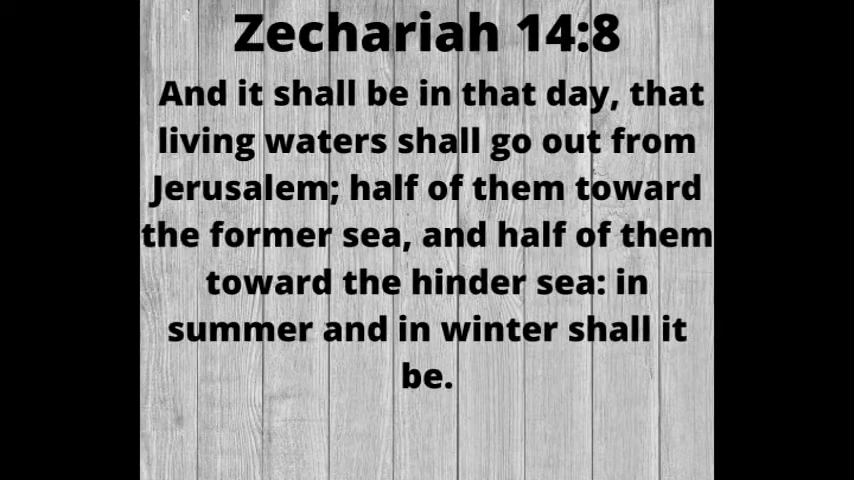 Zechariah 14:8
And it shall be in that day, that
living waters shall go out from
Jerusalem; half of them toward
the former sea, and half of them
toward the hinder sea: in
summer and in winter shall it
be.